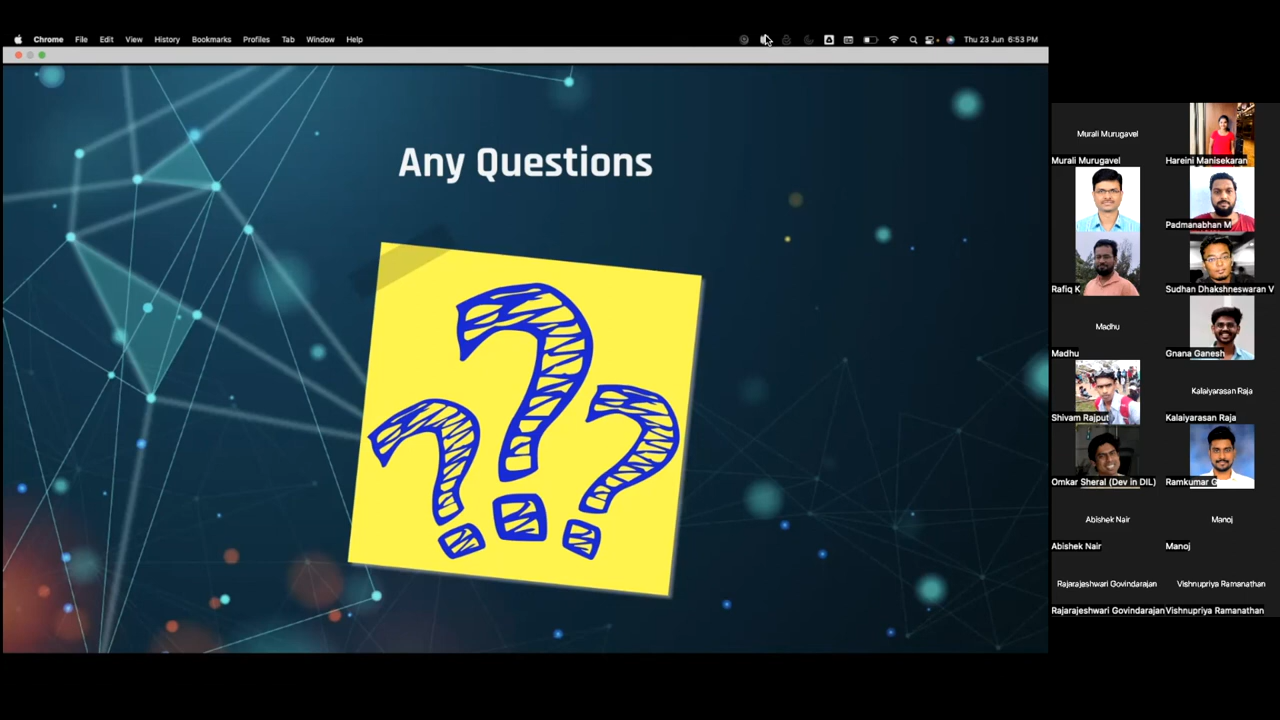 Chrome File Edit View History Bookmarks Profiles Tab Window Help Thu 23 Jun 6:53 PM
Any Questions
???
Murali Murugavel
Murali Murugavel
Hareini Manisekaran
Padmanabhan M
Rafiq K
Sudhan Dhakshneswaran V
Madhu
Madhu
Gnana Ganesh
Kalaiyarasan Raja
Shivam Rajput
Kalaiyarasan Raja
Omkar Sheral (Dev in DIL)
Ramkumar G
Abishek Nair
Manoj
Abishek Nair
Manoj
Rajarajeshwari Govindarajan
Vishnupriya Ramanathan
Rajarajeshwari Govindarajan
Vishnupriya Ramanathan